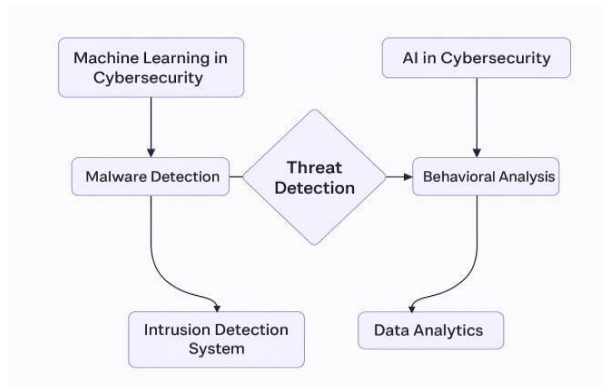 Machine Learning in
Cybersecurity
AI in Cybersecurity
Malware Detection
Threat
Detection
Behavioral Analysis
Intrusion Detection
System
Data Analytics